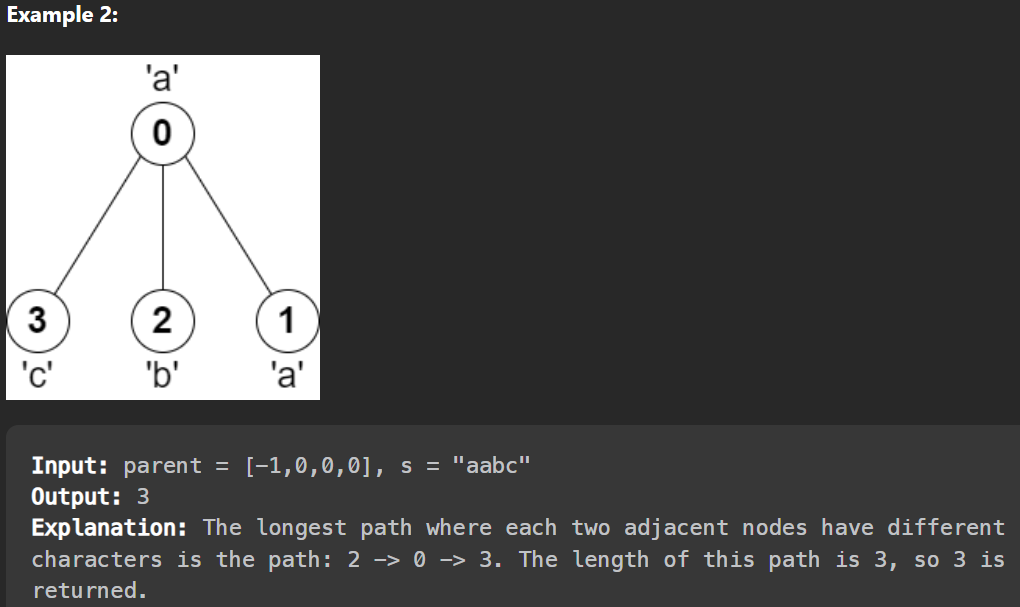 Example 2:
'a'
0
3 2 1
'c' 'b' 'a'
Input: parent = [-1,0,0,0], s = "aabc"
Output: 3
Explanation: The longest path where each two adjacent nodes have different
characters is the path: 2 -> 0 -> 3. The length of this path is 3, so 3 is
returned.